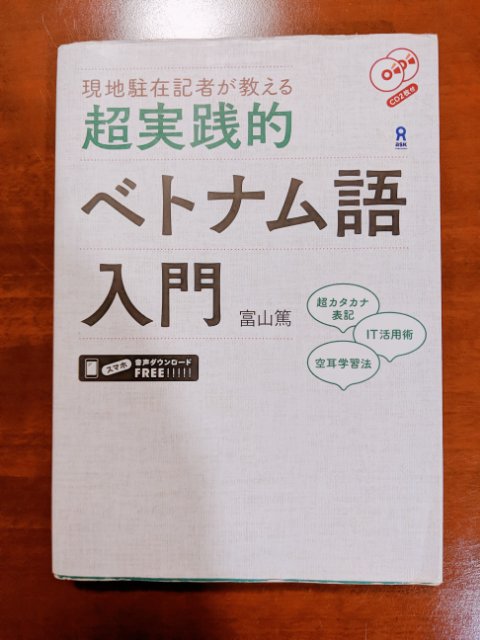 現地駐在記者が教える
超実践的
ベトナム語
入門
富山篤
CD2枚付
ask
超カタカナ
表記
IT活用術
空耳学習法
スマホ
音声ダウンロード
FREE!!!!!